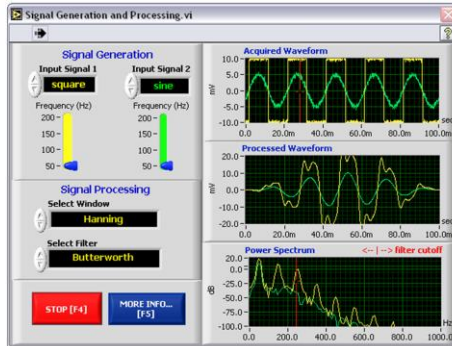 Signal Generation and Processing.vi
Signal Generation
Input Signal 1
Input Signal 2
square
sine
Frequency (Hz)
Frequency (Hz)
200
150
100
50
200
150
100
50
Signal Processing
Select Window
Hanning
Select Filter
Butterworth
STOP [F4]
MORE INFO...
[F5]
Acquired Waveform
mV
10.0
5.0
0.0
-5.0
-10.0
0.0 20.0m 40.0m 60.0m 80.0m 100.0m
sec
Processed Waveform
mV
20.0
10.0
0.0
-10.0
-20.0
0.0 20.0m 40.0m 60.0m 80.0m 100.0m
sec
Power Spectrum
<-- | --> filter cutoff
dB
20.0
0.0
-25.0
-50.0
-75.0
-100.0
0.0 200.0 400.0 600.0 800.0 1000.0
Hz